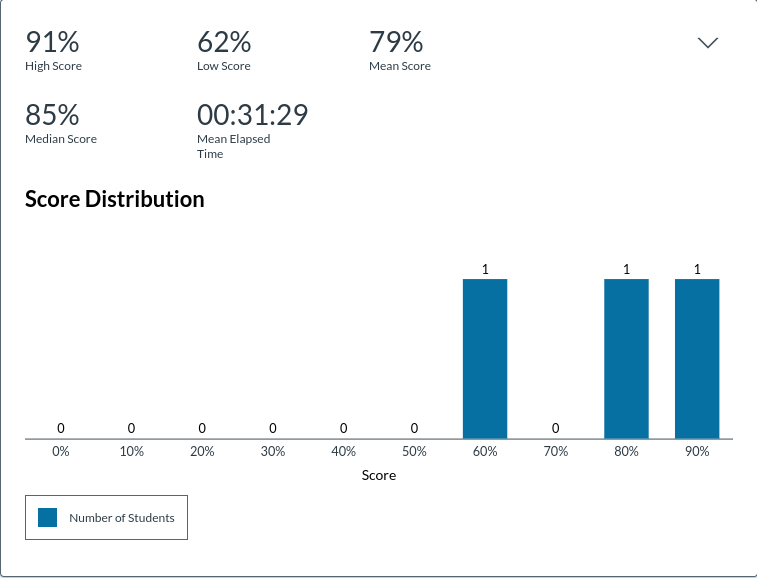 91%
High Score
62%
Low Score
79%
Mean Score
85%
Median Score
00:31:29
Mean Elapsed
Time
Score Distribution
0 0 0 0 0 0 1 0 1 1
0% 10% 20% 30% 40% 50% 60% 70% 80% 90%
Score
Number of Students